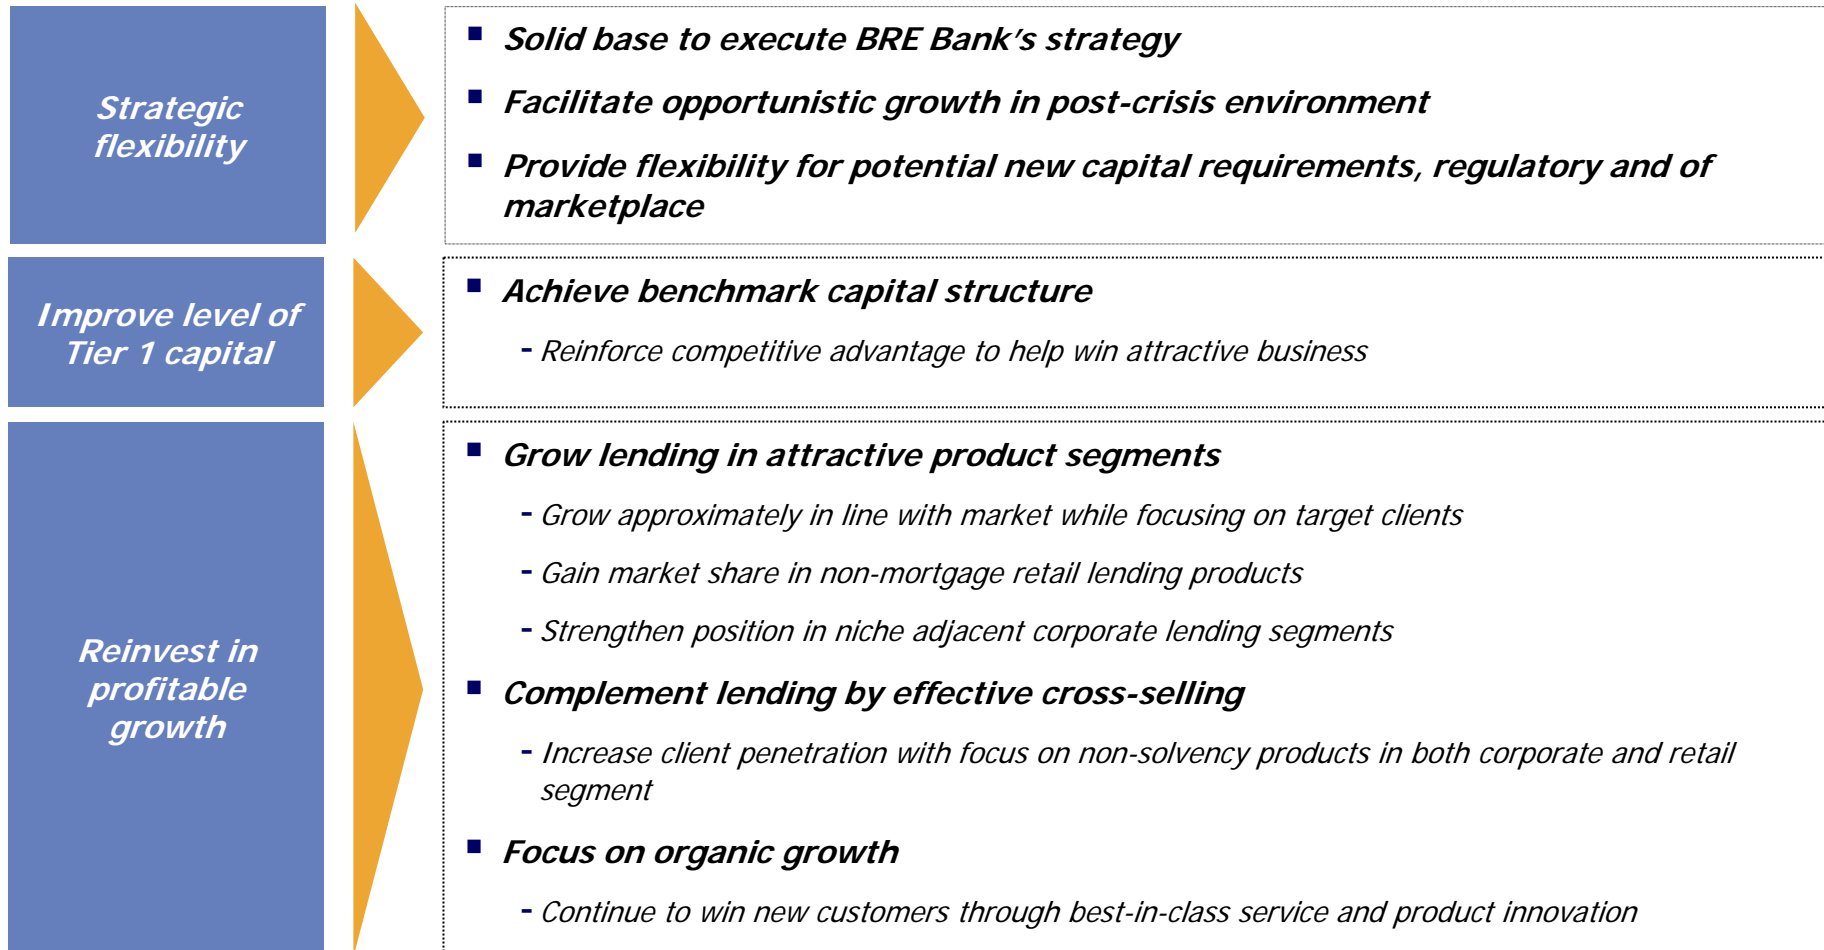 Strategic
flexibility
▪ Solid base to execute BRE Bank’s strategy
▪ Facilitate opportunistic growth in post-crisis environment
▪ Provide flexibility for potential new capital requirements, regulatory and of
marketplace
Improve level of
Tier 1 capital
▪ Achieve benchmark capital structure
- Reinforce competitive advantage to help win attractive business
Reinvest in
profitable
growth
▪ Grow lending in attractive product segments
- Grow approximately in line with market while focusing on target clients
- Gain market share in non-mortgage retail lending products
- Strengthen position in niche adjacent corporate lending segments
▪ Complement lending by effective cross-selling
- Increase client penetration with focus on non-solvency products in both corporate and retail
segment
▪ Focus on organic growth
- Continue to win new customers through best-in-class service and product innovation